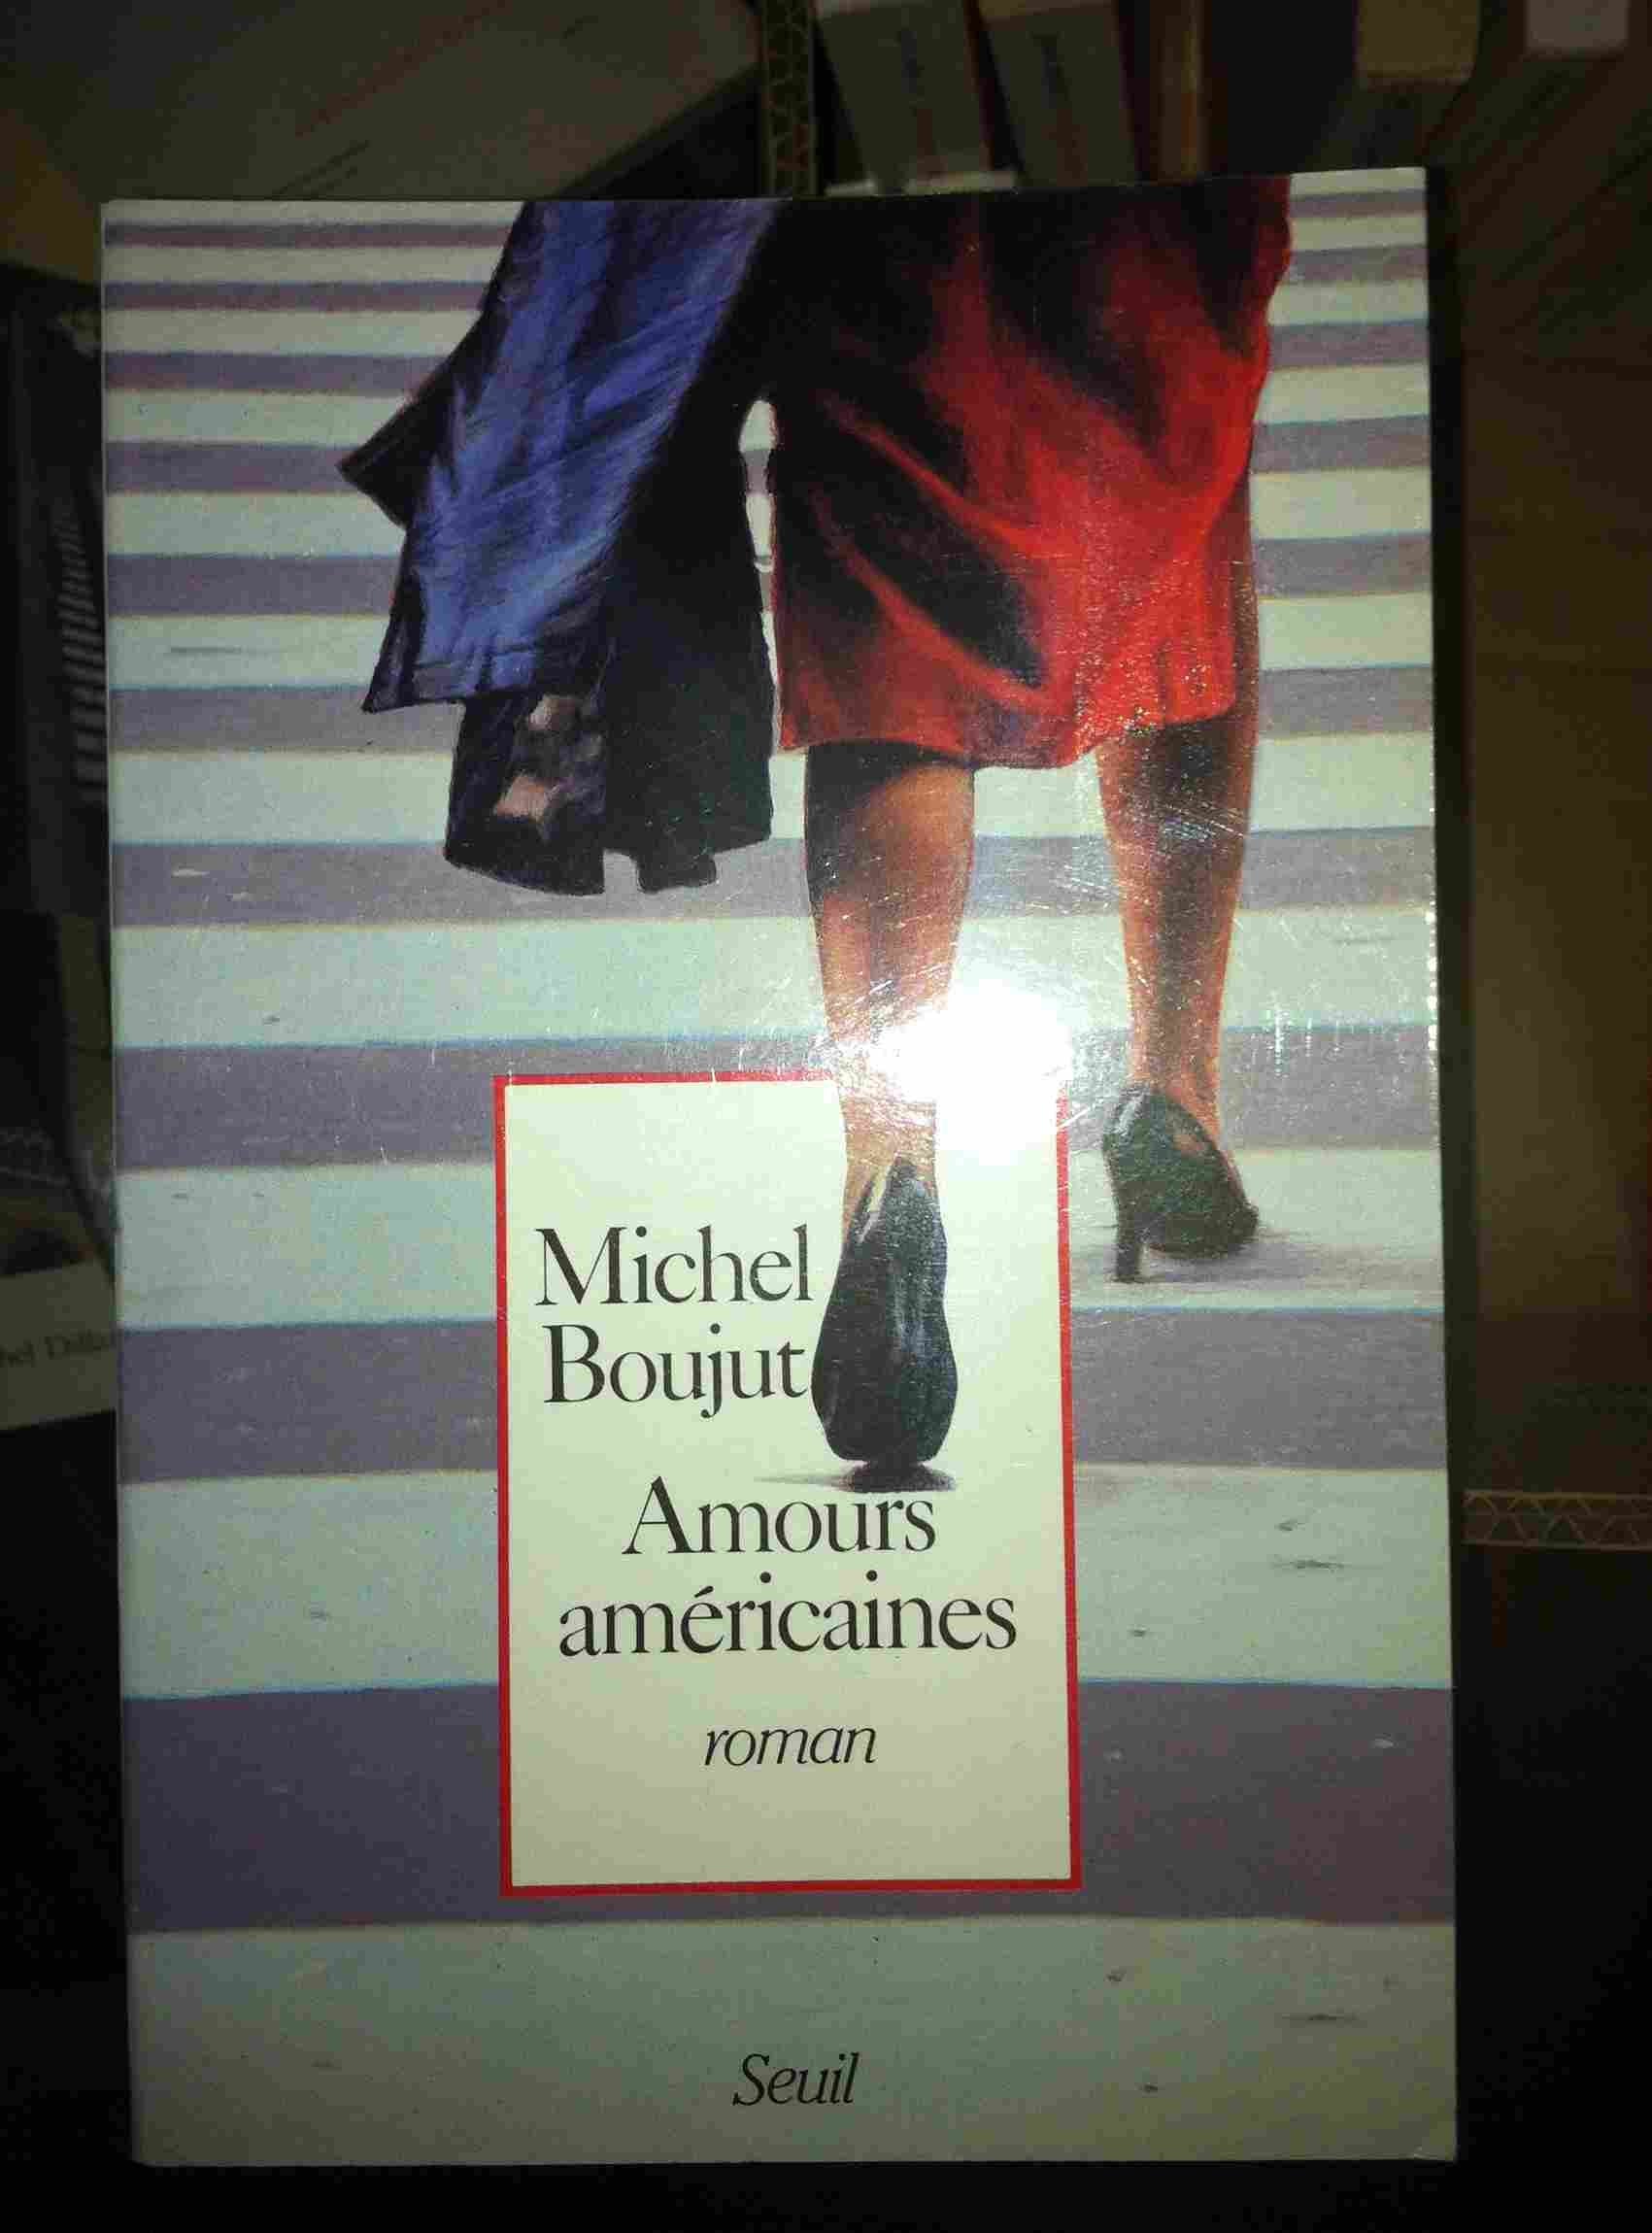 Michel
Boujut
Amours
américaines
roman
Seuil